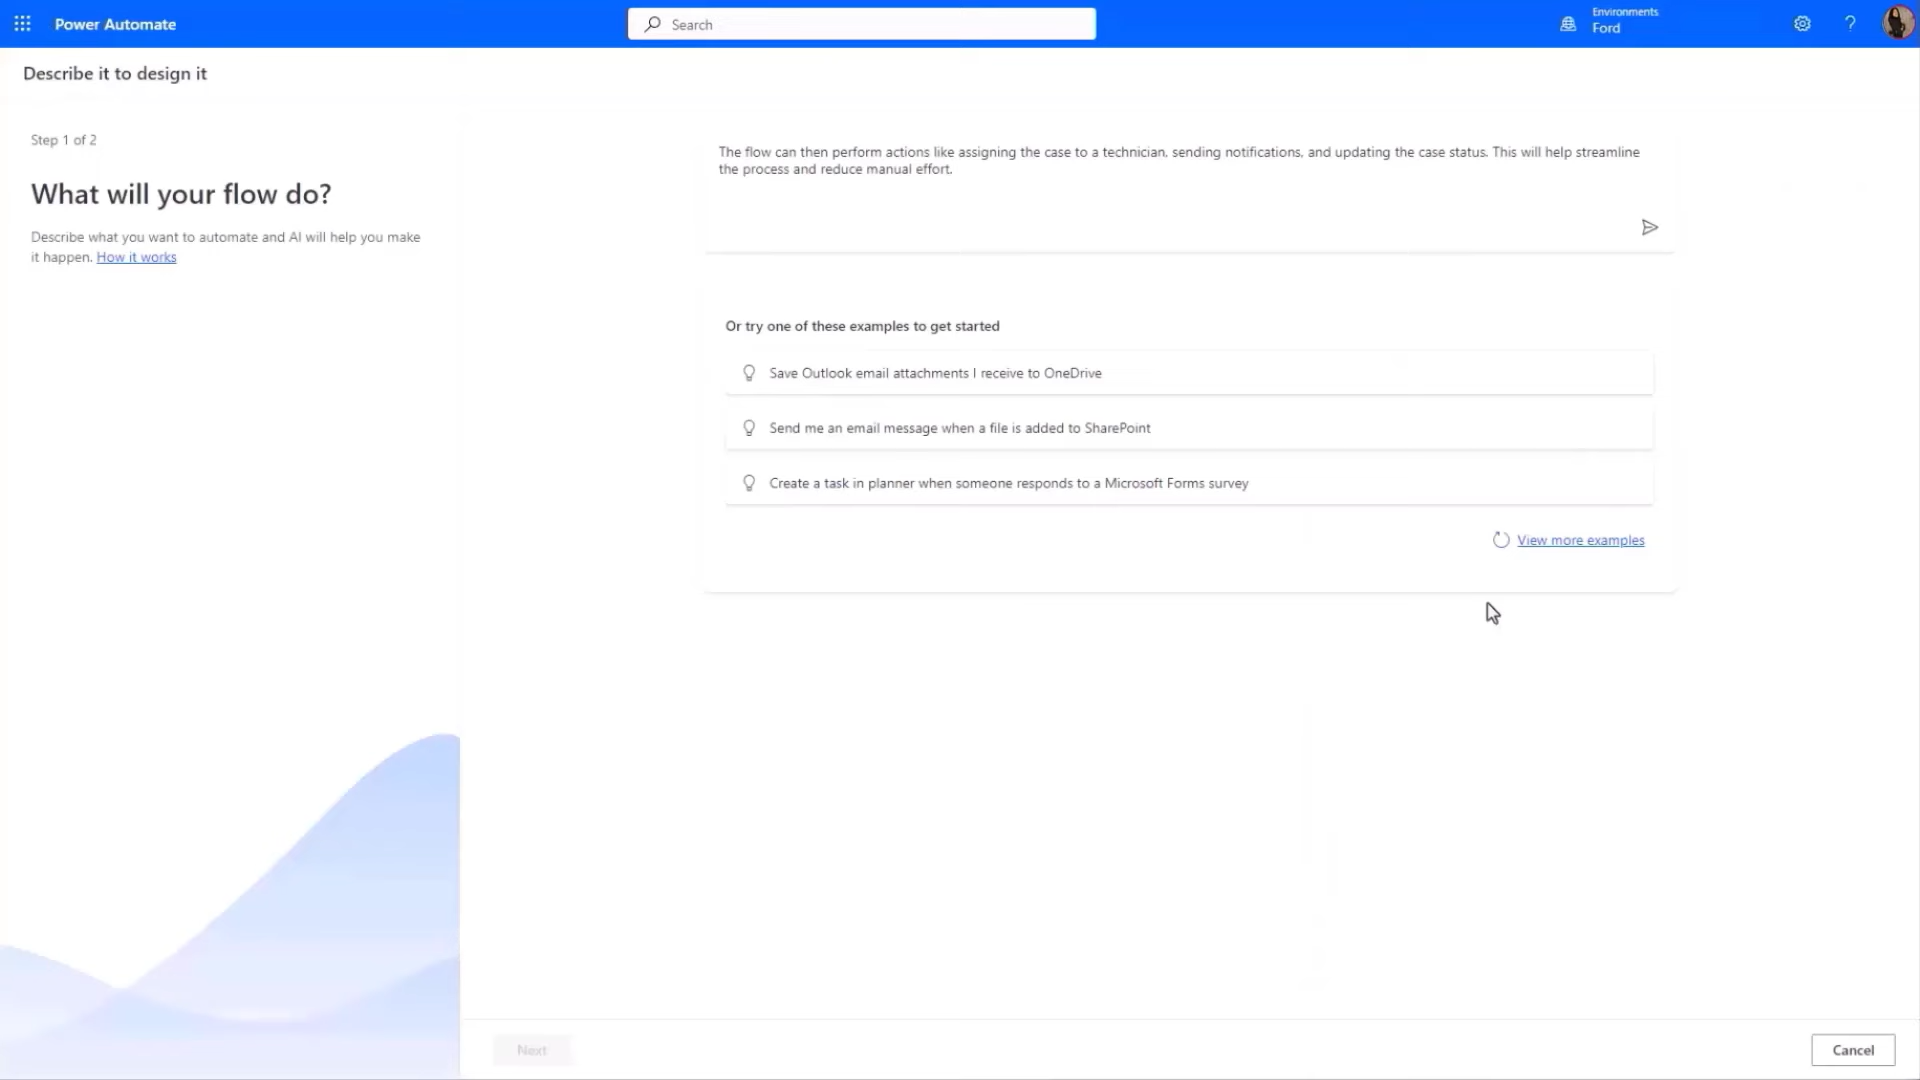 Power Automate
Search
Environments
Ford
Describe it to design it
Step 1 of 2
What will your flow do?
Describe what you want to automate and AI will help you make
it happen. How it works
The flow can then perform actions like assigning the case to a technician, sending notifications, and updating the case status. This will help streamline
the process and reduce manual effort.
Or try one of these examples to get started
Save Outlook email attachments I receive to OneDrive
Send me an email message when a file is added to SharePoint
Create a task in planner when someone responds to a Microsoft Forms survey
View more examples
Next
Cancel